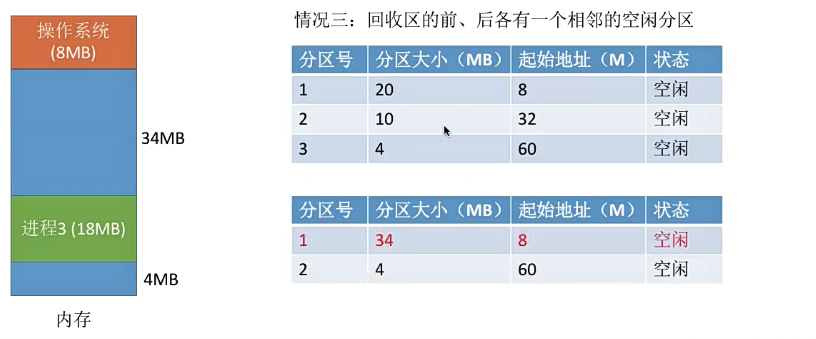 情况三：回收区的前、后各有一个相邻的空闲分区
操作系统
(8MB)
34MB
进程3 (18MB)
4MB
内存
分区号 分区大小（MB） 起始地址（M） 状态
1 20 8 空闲
2 10 32 空闲
3 4 60 空闲
分区号 分区大小（MB） 起始地址（M） 状态
1 34 8 空闲
2 4 60 空闲